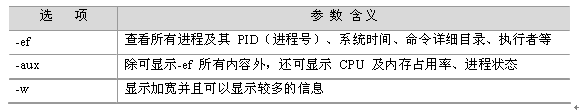 选 项 参 数 含义
-ef 查看所有进程及其 PID（进程号）、系统时间、命令详细目录、执行者等
-aux 除可显示-ef 所有内容外，还可显示 CPU 及内存占用率、进程状态
-w 显示加宽并且可以显示较多的信息